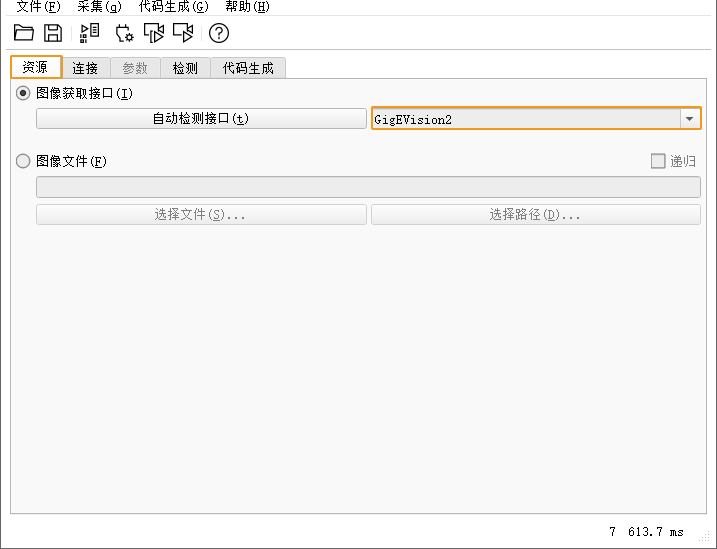 文件(F) 采集(q) 代码生成(G) 帮助(H)
资源 连接 参数 检测 代码生成
图像获取接口(I)
自动检测接口(t) GigEVision2
图像文件(F) 递归
选择文件(S)... 选择路径(D)...
7 613.7 ms